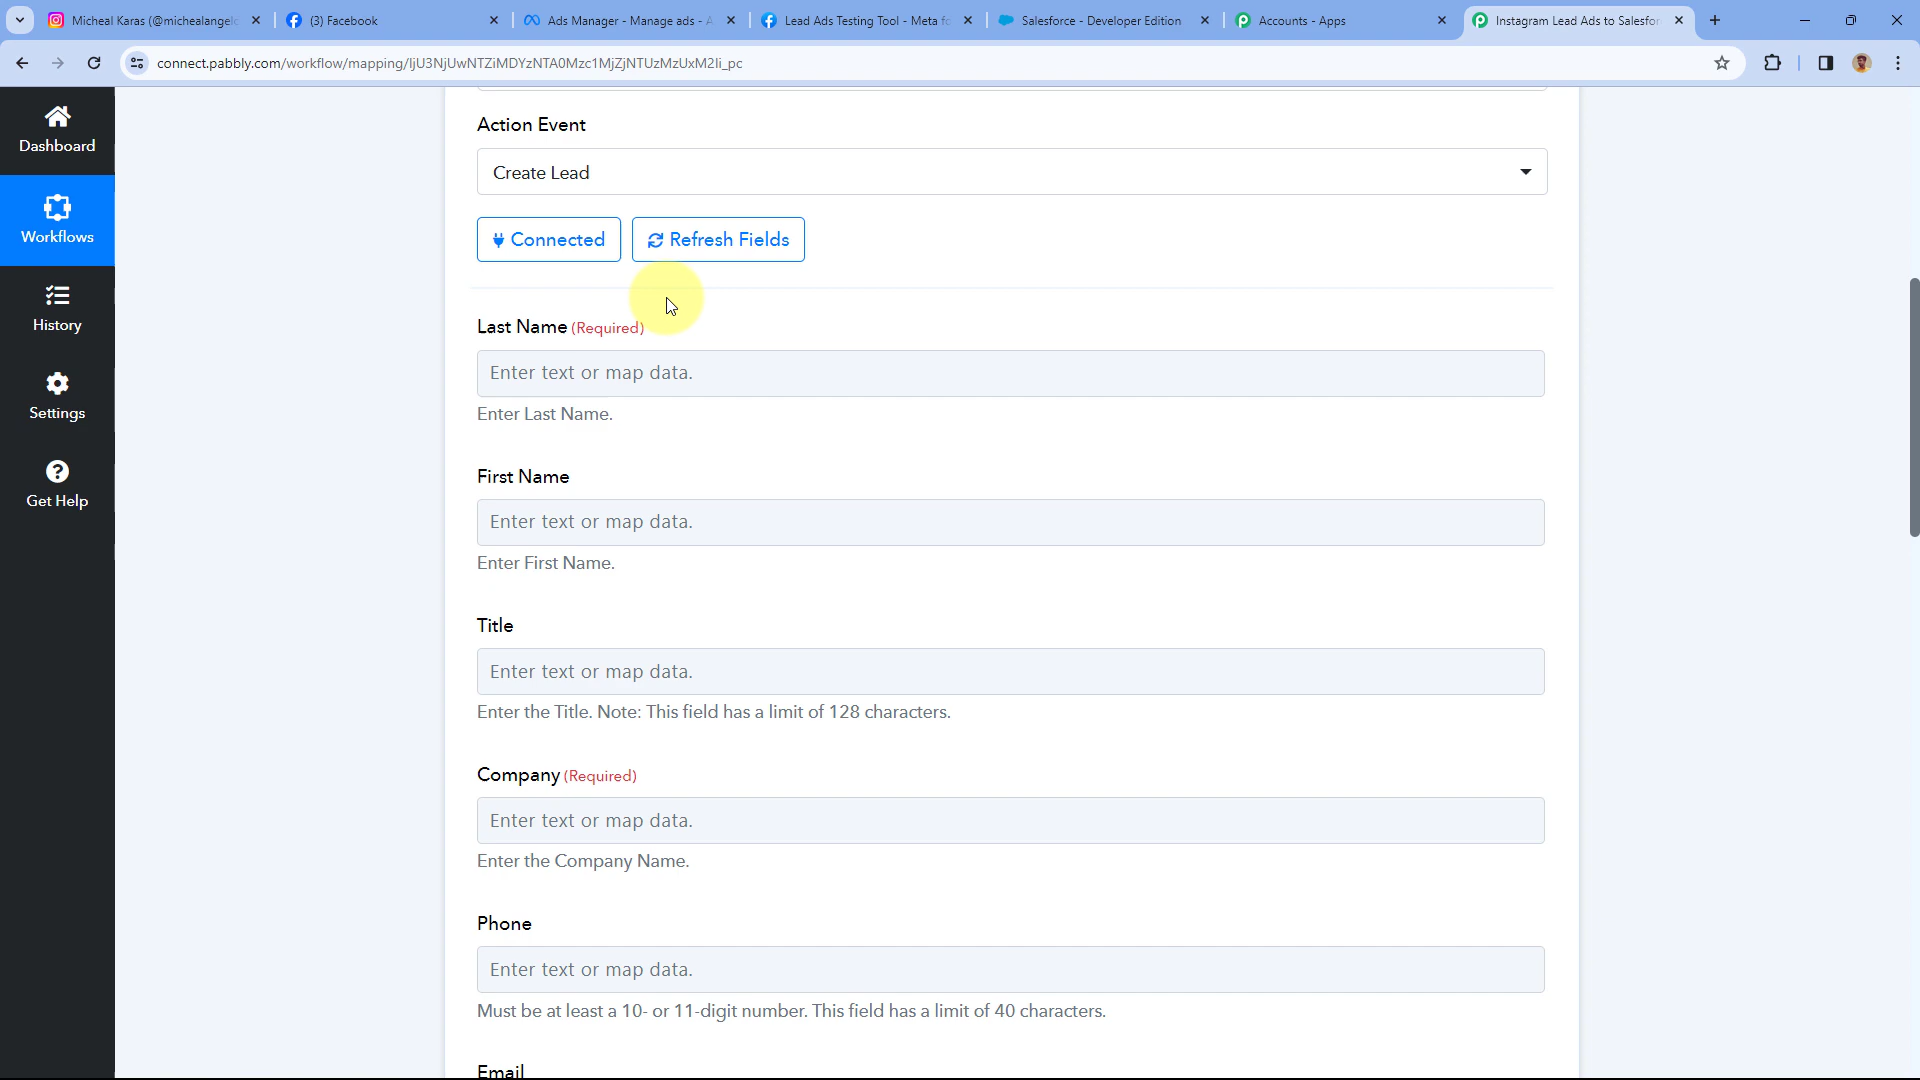 Micheal Karas (@michealangel
(3) Facebook
Ads Manager - Manage ads - A
Lead Ads Testing Tool - Meta fo
Salesforce - Developer Edition
Accounts - Apps
Instagram Lead Ads to Salesfor
connect.pabbly.com/workflow/mapping/IjU3NjUwNTZiMDYzNTA0Mzc1MjZjNTUzMzUxM2Ii_pc
Dashboard
Workflows
History
Settings
Get Help
Action Event
Create Lead
Connected
Refresh Fields
Last Name (Required)
Enter text or map data.
Enter Last Name.
First Name
Enter text or map data.
Enter First Name.
Title
Enter text or map data.
Enter the Title. Note: This field has a limit of 128 characters.
Company (Required)
Enter text or map data.
Enter the Company Name.
Phone
Enter text or map data.
Must be at least a 10- or 11-digit number. This field has a limit of 40 characters.
Email